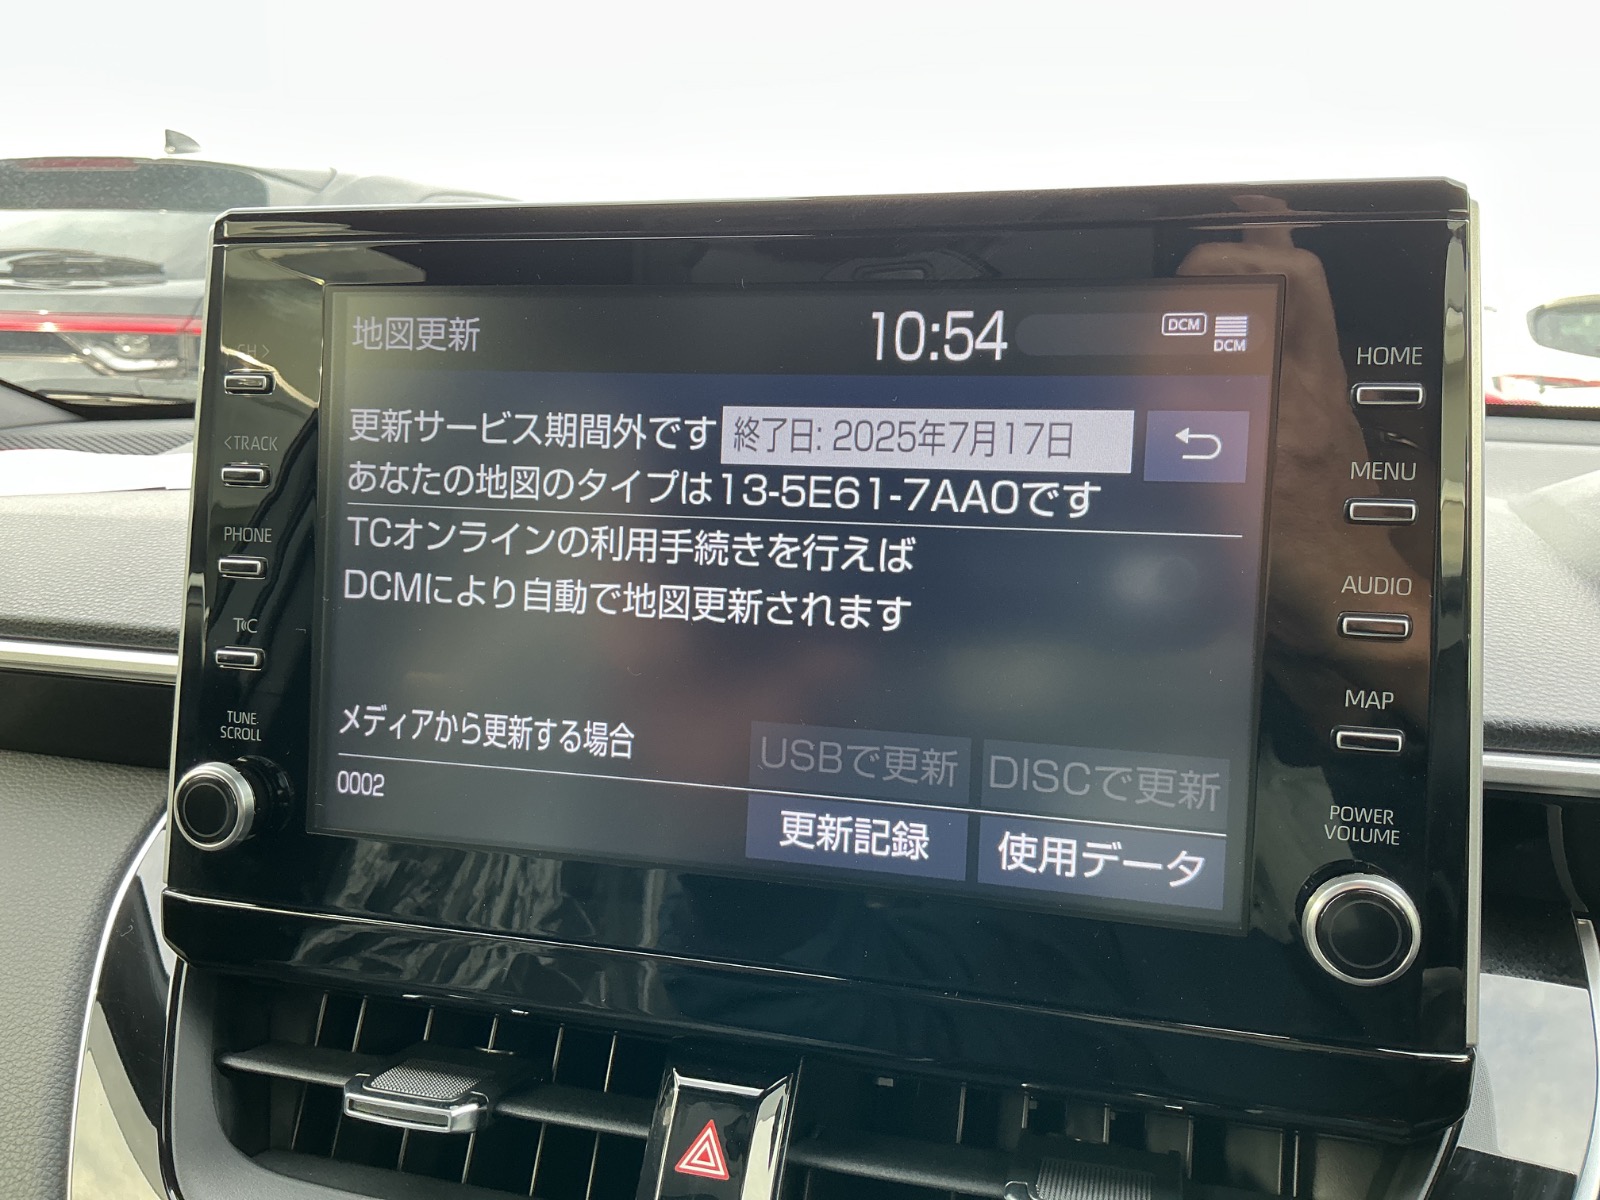 地図更新
10:54
DCM
DCM
更新サービス期間外です
終了日: 2025年7月17日
あなたの地図のタイプは13-5E61-7AA0です
TCオンラインの利用手続きを行えば
DCMにより自動で地図更新されます
メディアから更新する場合
USBで更新
DISCで更新
0002
更新記録
使用データ
CH >
<TRACK
PHONE
TC
TUNE
SCROLL
HOME
MENU
AUDIO
MAP
POWER
VOLUME